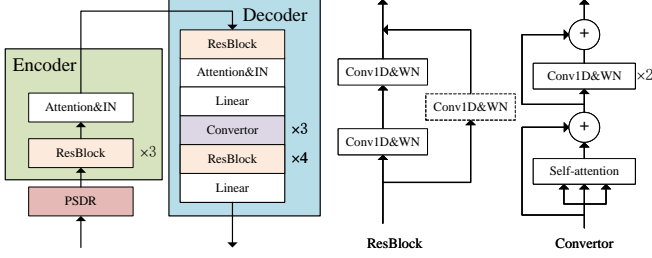 Decoder
Encoder
ResBlock
Attention&IN
Linear
Convertor ×3
ResBlock ×4
Linear
Attention&IN
ResBlock ×3
PSDR
Conv1D&WN
Conv1D&WN
Conv1D&WN
ResBlock
+
Conv1D&WN ×2
+
Self-attention
Convertor